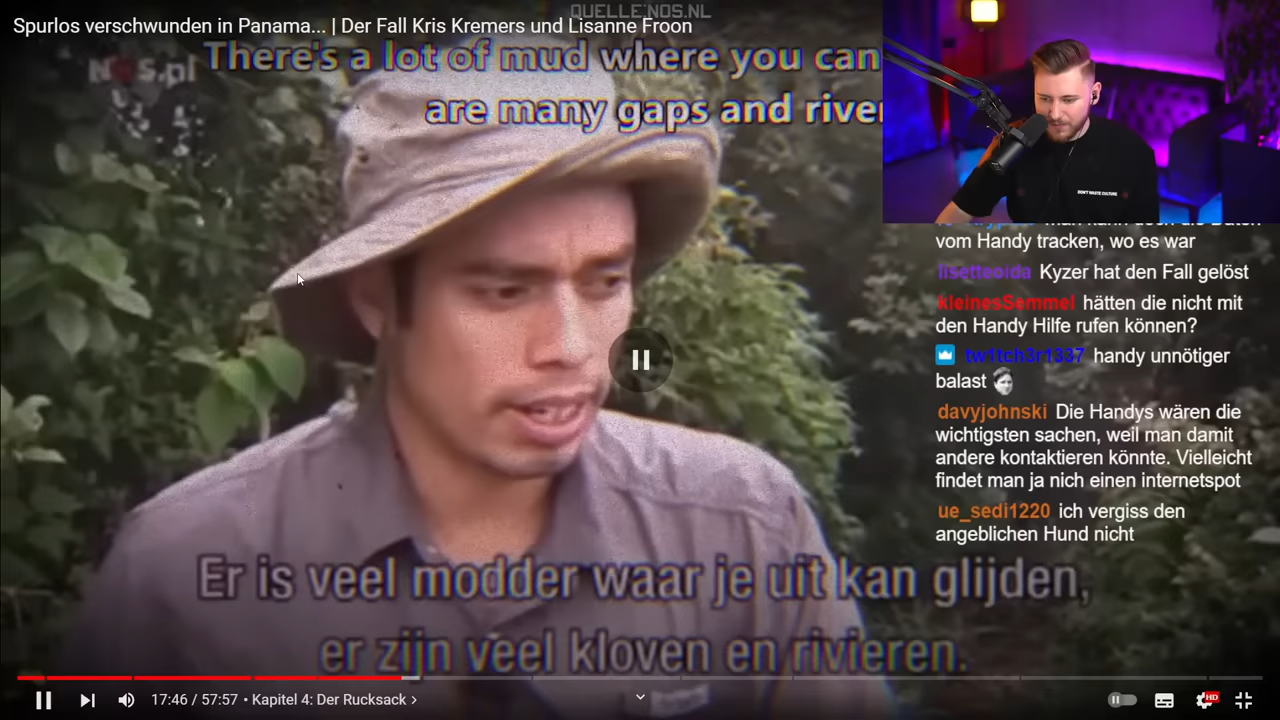 QUELLE:NOS.NL
Spurlos verschwunden in Panama... | Der Fall Kris Kremers und Lisanne Froon
There's a lot of mud where you can
are many gaps and river
DON'T WASTE CULTURE
vom Handy tracken, wo es war
lisetteoida Kyzer hat den Fall gelöst
kleinesSemmel hätten die nicht mit
den Handy Hilfe rufen können?
tw1tch3r1337 handy unnötiger
balast
davyjohnski Die Handys wären die
wichtigsten sachen, weil man damit
andere kontaktieren könnte. Vielleicht
findet man ja nich einen internetspot
ue_sedi1220 ich vergiss den
angeblichen Hund nicht
Er is veel modder waar je uit kan glijden,
er zijn veel kloven en rivieren.
17:46 / 57:57 • Kapitel 4: Der Rucksack
HD